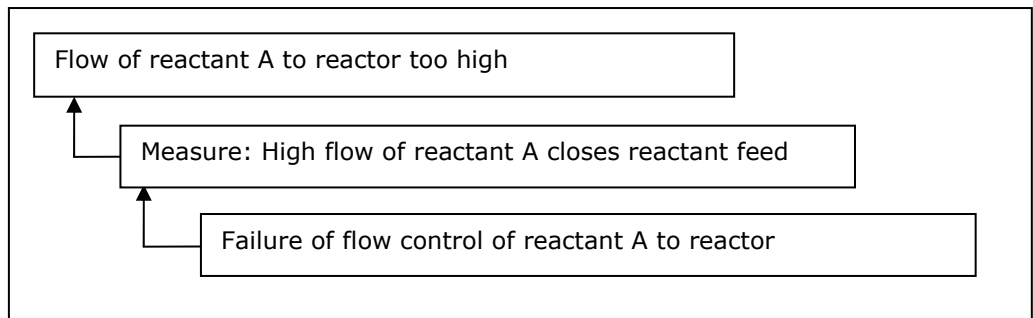 Flow of reactant A to reactor too high
Measure: High flow of reactant A closes reactant feed
Failure of flow control of reactant A to reactor